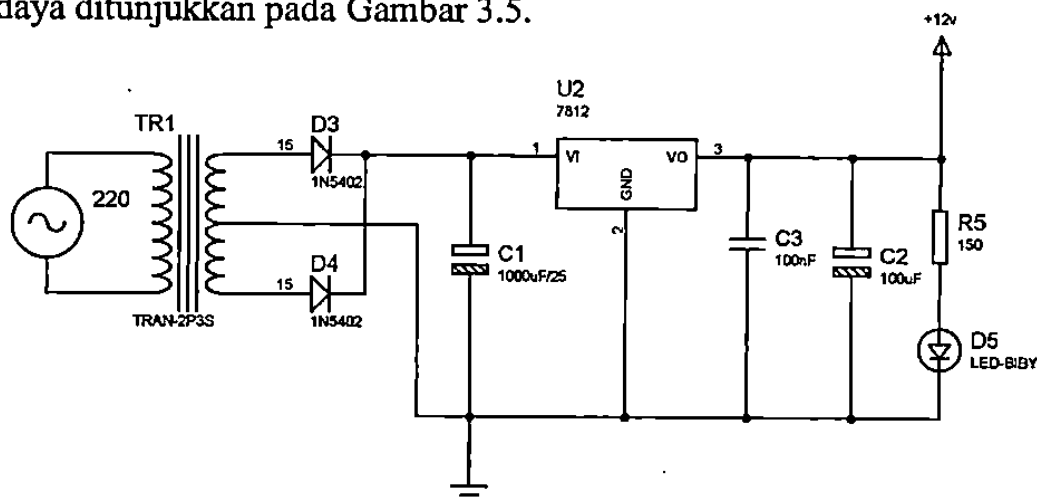 daya ditunjukkan pada Gambar 3.5.
+12v
U2
7812
TR1
15
D3
1N5402
1
VI
VO
3
GND
2
220
C1
1000uF/25
C3
100nF
C2
100uF
R5
150
15
D4
1N5402
TRAN-2P3S
D5
LED-BIBY